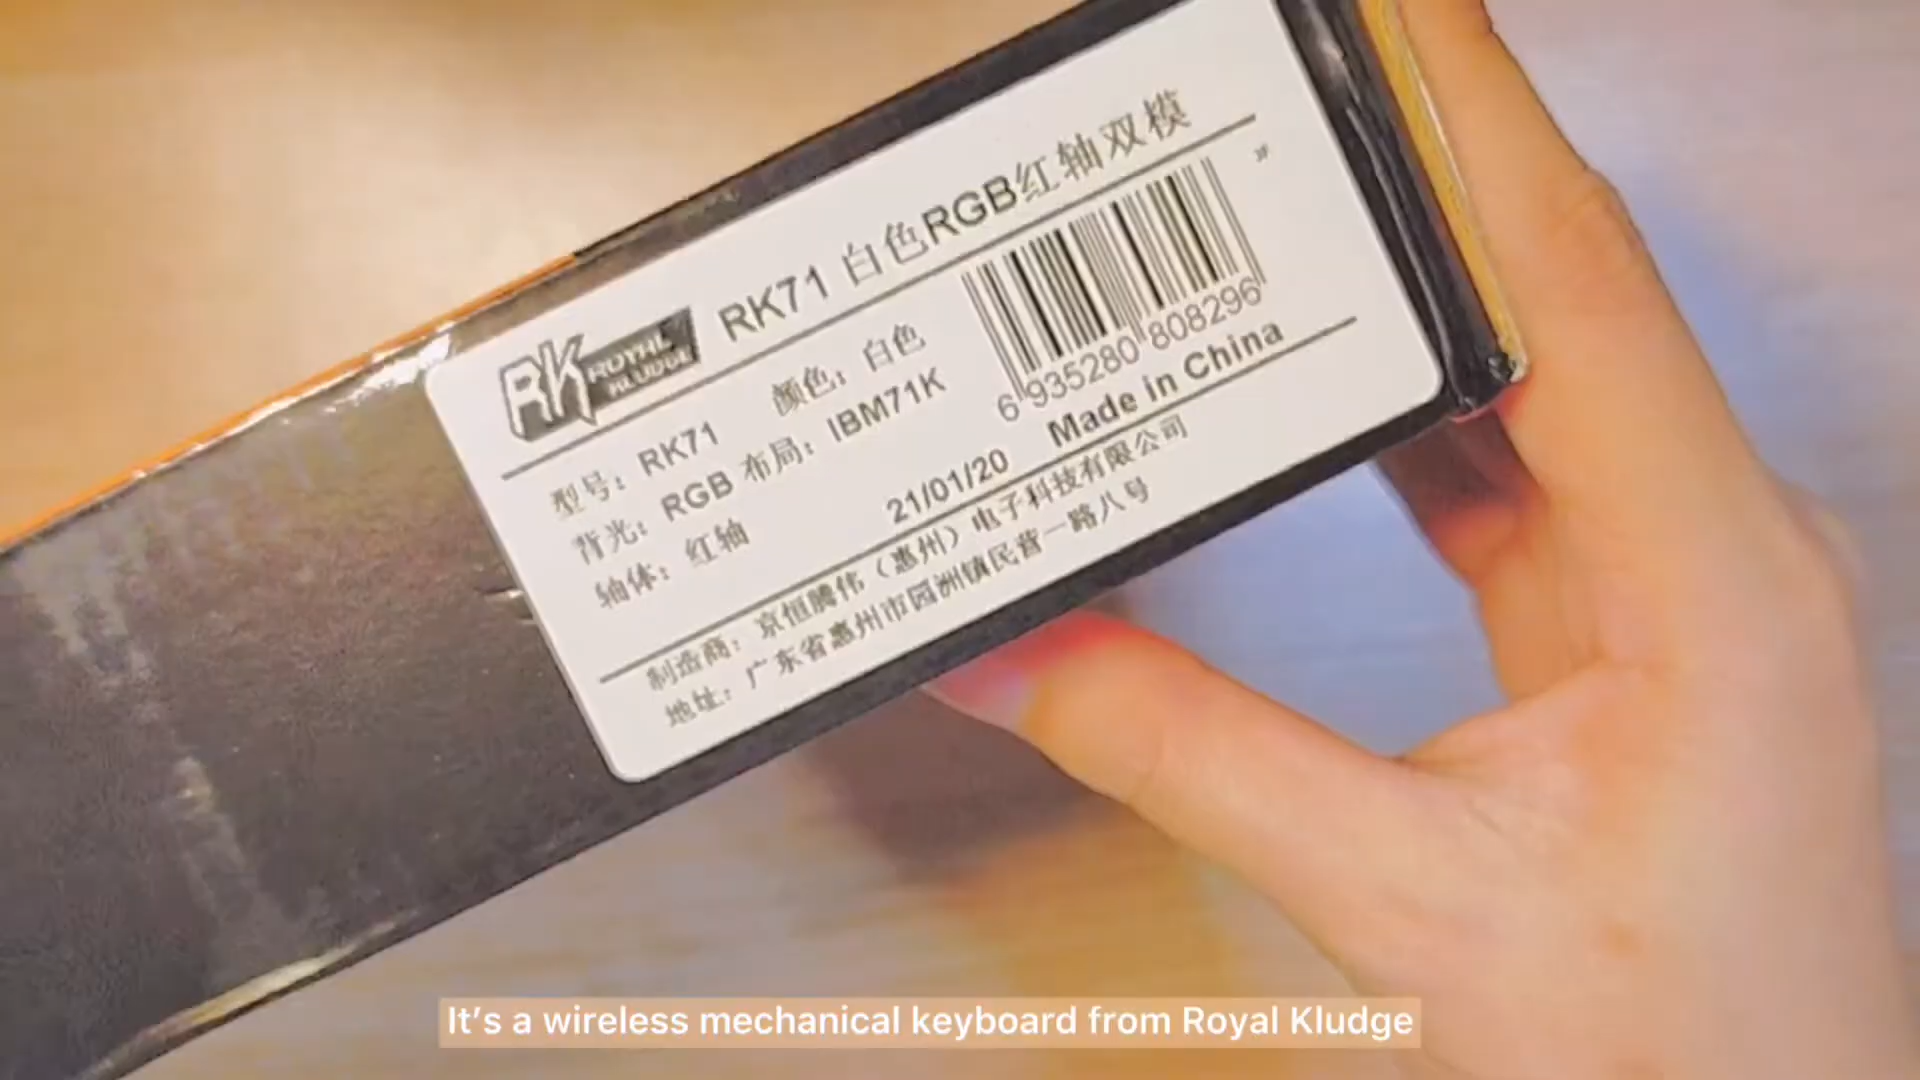 RK71 白色RGB红轴双模
RK ROYAL KLUDGE
型号: RK71 颜色: 白色
背光: RGB 布局: IBM71K
轴体: 红轴
6 935280 808296
21/01/20 Made in China
制造商: 京恒腾伟（惠州）电子科技有限公司
地址: 广东省惠州市园洲镇民营一路八号
It's a wireless mechanical keyboard from Royal Kludge